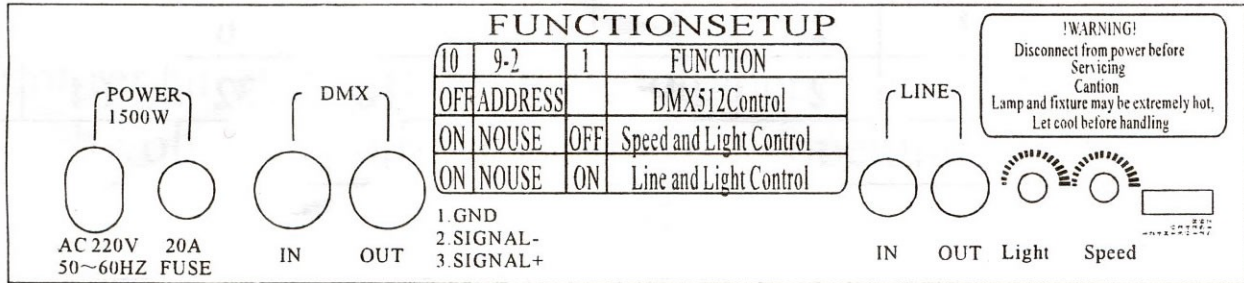 FUNCTIONSETUP
POWER
1500W
AC 220V
50~60HZ
20A
FUSE
DMX
IN
OUT
10 9-2 1 FUNCTION
OFF ADDRESS DMX512Control
ON NOUSE OFF Speed and Light Control
ON NOUSE ON Line and Light Control
1.GND
2.SIGNAL-
3.SIGNAL+
LINE
IN
OUT
!WARNING!
Disconnect from power before
Servicing
Cantion
Lamp and fixture may be extremely hot,
Let cool before handling
Light
Speed